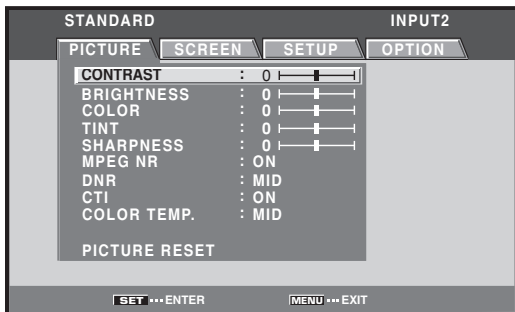 STANDARD INPUT2
PICTURE SCREEN SETUP OPTION
CONTRAST : 0
BRIGHTNESS : 0
COLOR : 0
TINT : 0
SHARPNESS : 0
MPEG NR : ON
DNR : MID
CTI : ON
COLOR TEMP. : MID
PICTURE RESET
SET ••• ENTER MENU ••• EXIT